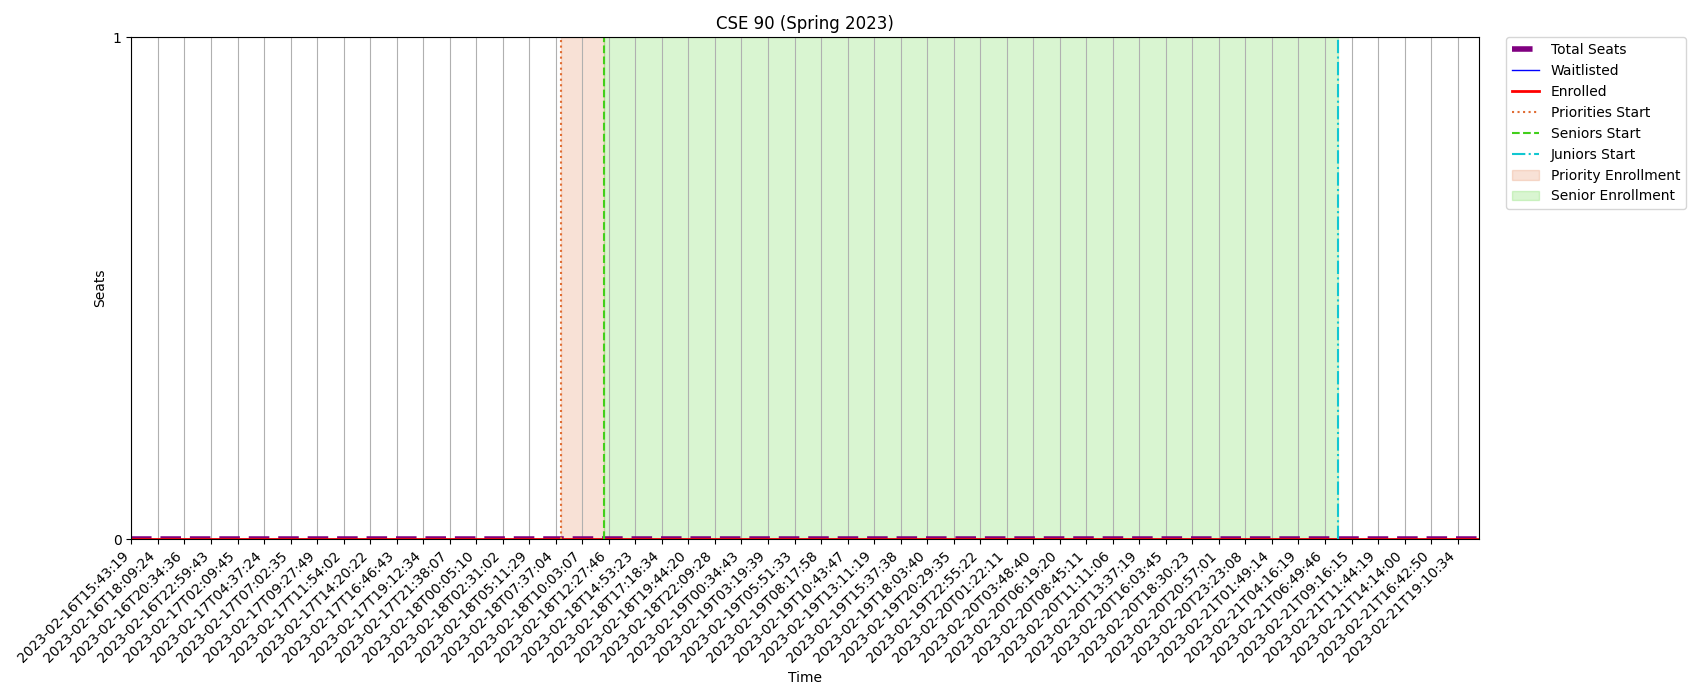 CSE 90 (Spring 2023)
1
0
Seats
Total Seats
Waitlisted
Enrolled
Priorities Start
Seniors Start
Juniors Start
Priority Enrollment
Senior Enrollment
2023-02-16T15:43:19
2023-02-16T18:09:24
2023-02-16T20:34:36
2023-02-16T22:59:43
2023-02-17T02:09:45
2023-02-17T04:37:24
2023-02-17T07:02:35
2023-02-17T09:27:49
2023-02-17T11:54:02
2023-02-17T14:20:22
2023-02-17T16:46:43
2023-02-17T19:12:34
2023-02-17T21:38:07
2023-02-18T00:05:10
2023-02-18T02:31:02
2023-02-18T05:11:29
2023-02-18T07:37:04
2023-02-18T10:03:07
2023-02-18T12:27:46
2023-02-18T14:53:23
2023-02-18T17:18:34
2023-02-18T19:44:20
2023-02-18T22:09:28
2023-02-19T00:34:43
2023-02-19T03:19:39
2023-02-19T05:51:33
2023-02-19T08:17:58
2023-02-19T10:43:47
2023-02-19T13:11:19
2023-02-19T15:37:38
2023-02-19T18:03:40
2023-02-19T20:29:35
2023-02-19T22:55:22
2023-02-20T01:22:11
2023-02-20T03:48:40
2023-02-20T06:19:20
2023-02-20T08:45:11
2023-02-20T11:11:06
2023-02-20T13:37:19
2023-02-20T16:03:45
2023-02-20T18:30:23
2023-02-20T20:57:01
2023-02-20T23:23:08
2023-02-21T01:49:14
2023-02-21T04:16:19
2023-02-21T06:49:46
2023-02-21T09:16:15
2023-02-21T11:44:19
2023-02-21T14:14:00
2023-02-21T16:42:50
2023-02-21T19:10:34
Time